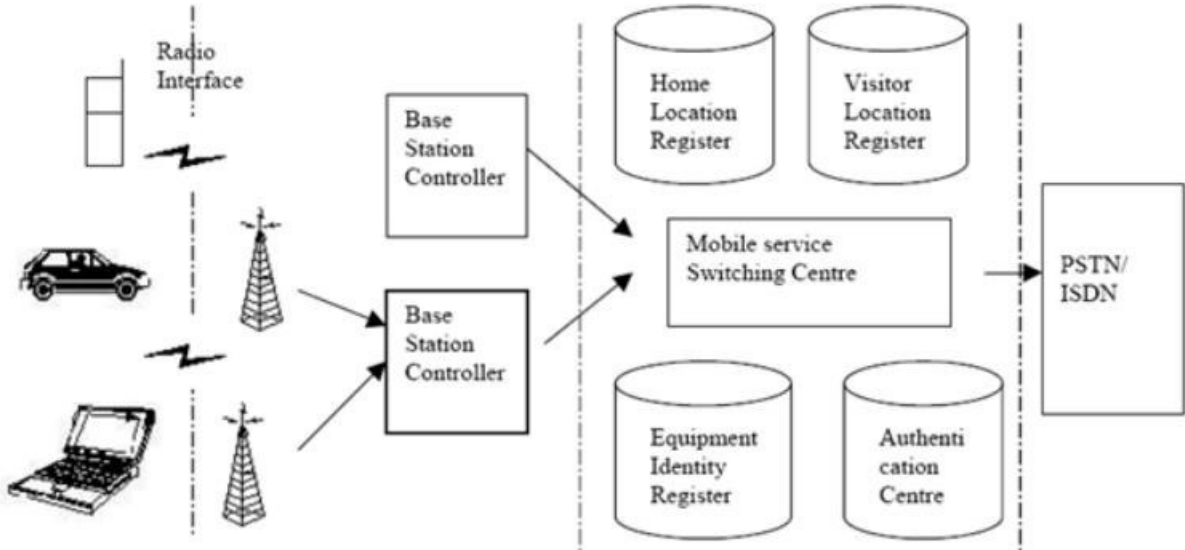 Radio
Interface
Base
Station
Controller
Home
Location
Register
Visitor
Location
Register
Mobile service
Switching Centre
PSTN/
ISDN
Base
Station
Controller
Equipment
Identity
Register
Authenti
cation
Centre